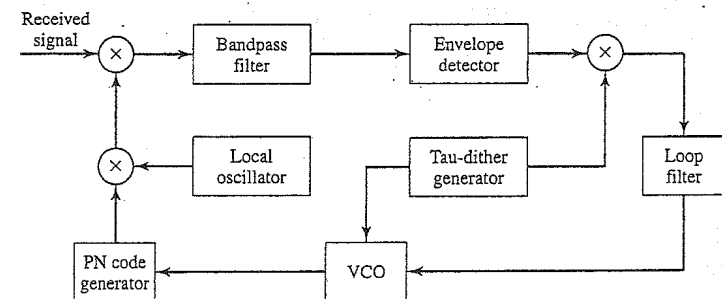 Received
signal
×
Bandpass
filter
Envelope
detector
×
×
Local
oscillator
Tau-dither
generator
Loop
filter
PN code
generator
VCO